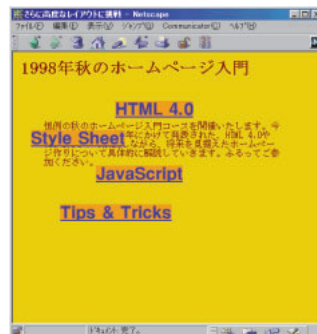 さらに高度なレイアウトに挑戦 - Netscape
ファイル(F) 編集(E) 表示(V) ジャンプ(G) Communicator(C) ヘルプ(H)
1998年秋のホームページ入門
HTML 4.0
恒例の秋のホームページ入門コースを開催いたします。今
Style Sheet 年にかけて発表された、HTML 4.0や
ながら、将来を見据えたホームペー
ジ作りについて具体的に解説していきます。ふるってご参
加ください。
JavaScript
Tips & Tricks
ドキュメント:完了。